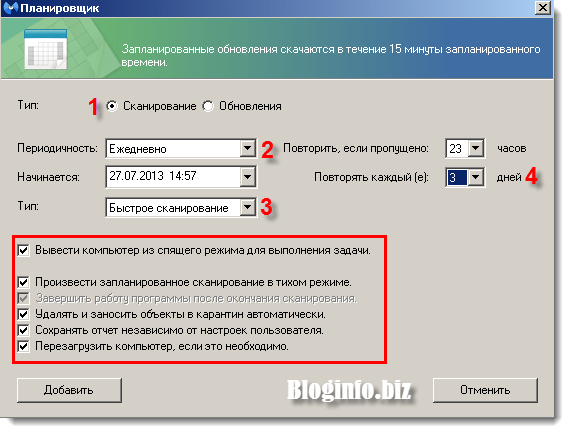 Планировщик
Запланированные обновления скачаются в течение 15 минуты запланированного
времени.
Тип: 1 Сканирование Обновления
Периодичность: Ежедневно 2 Повторить, если пропущено: 23 часов
Начинается: 27.07.2013 14:57 Повторять каждый (е): 3 дней 4
Тип: Быстрое сканирование 3
Вывести компьютер из спящего режима для выполнения задачи.
Произвести запланированное сканирование в тихом режиме.
Завершить работу программы после окончания сканирования.
Удалять и заносить объекты в карантин автоматически.
Сохранять отчет независимо от настроек пользователя.
Перезагрузить компьютер, если это необходимо.
Добавить Bloginfo.biz Отменить